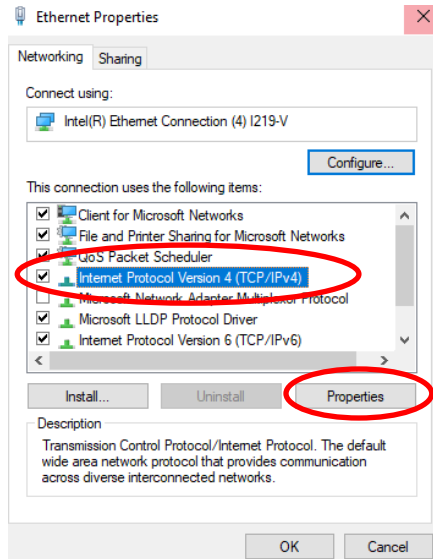 Ethernet Properties
Networking
Sharing
Connect using:
Intel(R) Ethernet Connection (4) I219-V
Configure...
This connection uses the following items:
Client for Microsoft Networks
File and Printer Sharing for Microsoft Networks
QoS Packet Scheduler
Internet Protocol Version 4 (TCP/IPv4)
Microsoft Network Adapter Multiplexor Protocol
Microsoft LLDP Protocol Driver
Internet Protocol Version 6 (TCP/IPv6)
Install...
Uninstall
Properties
Description
Transmission Control Protocol/Internet Protocol. The default
wide area network protocol that provides communication
across diverse interconnected networks.
OK
Cancel